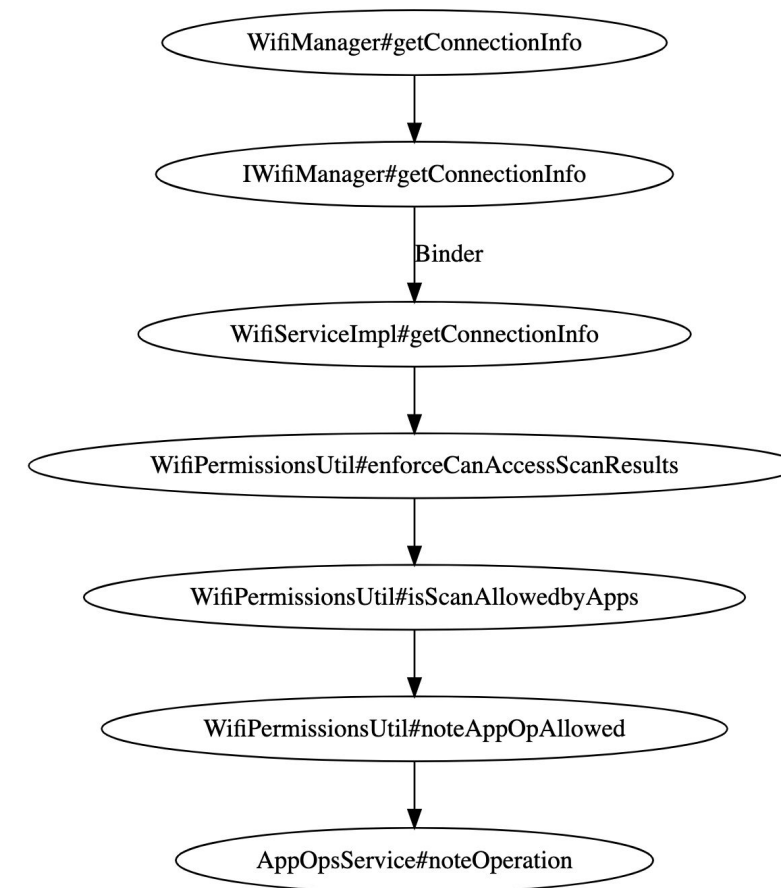 WifiManager#getConnectionInfo
IWifiManager#getConnectionInfo
Binder
WifiServiceImpl#getConnectionInfo
WifiPermissionsUtil#enforceCanAccessScanResults
WifiPermissionsUtil#isScanAllowedbyApps
WifiPermissionsUtil#noteAppOpAllowed
AppOpsService#noteOperation